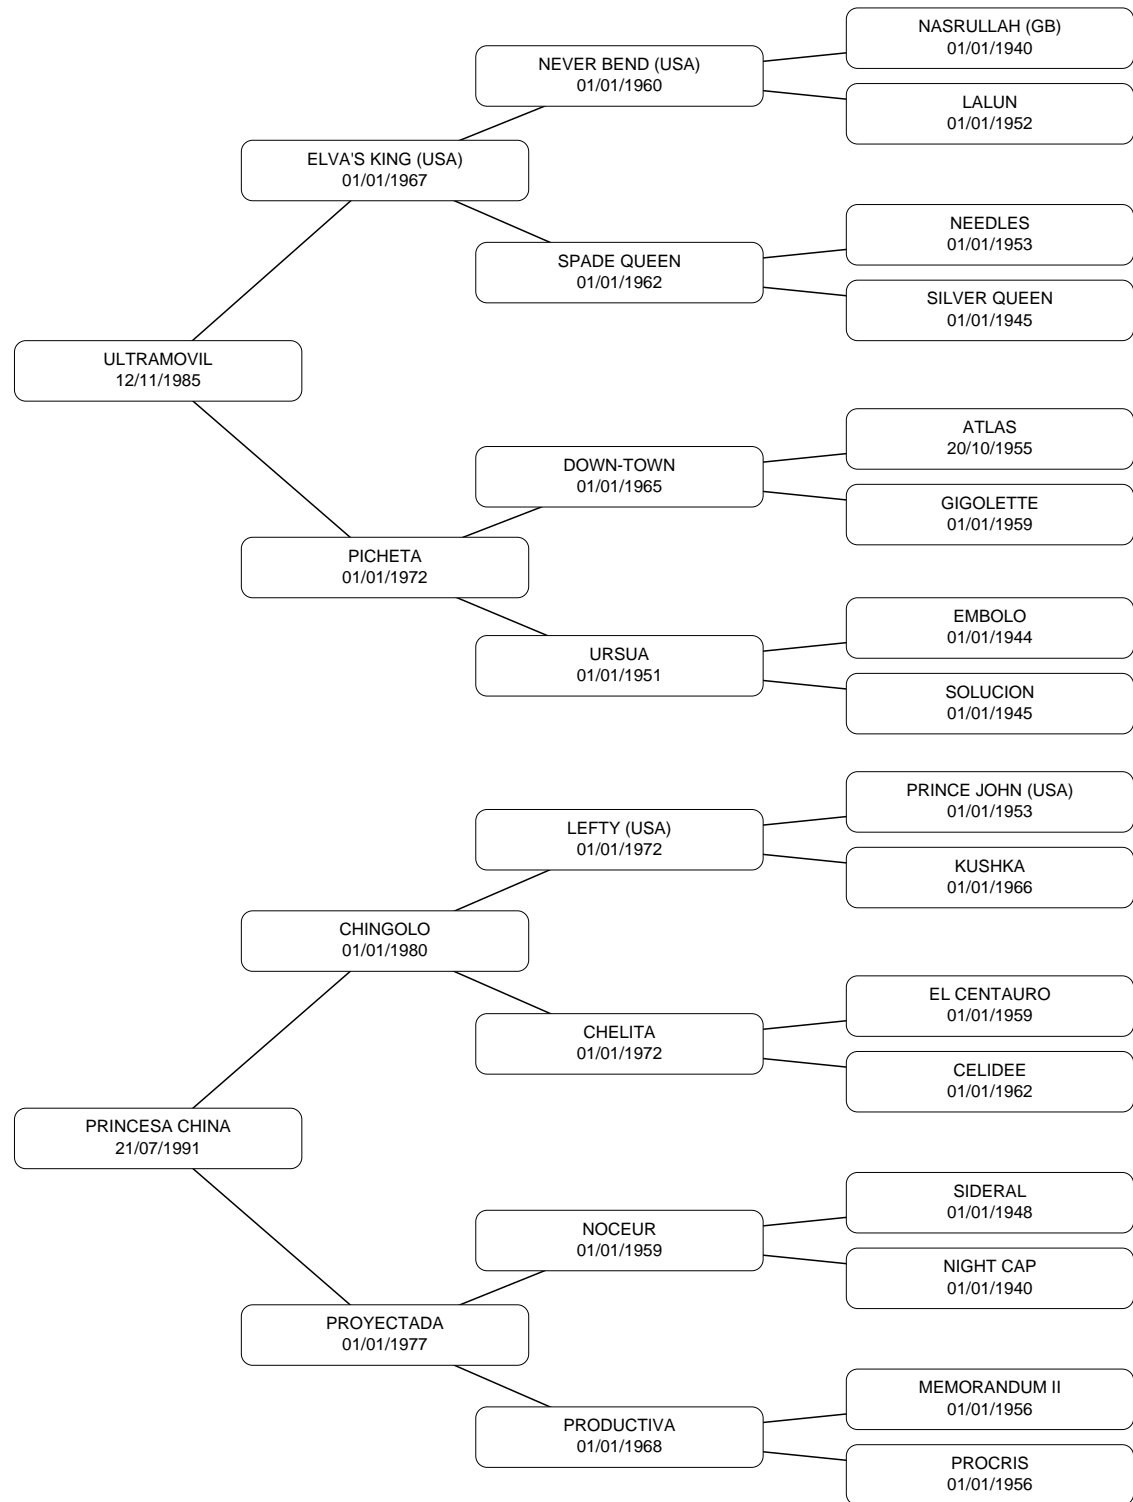 NASRULLAH (GB)
01/01/1940
NEVER BEND (USA)
01/01/1960
LALUN
01/01/1952
ELVA'S KING (USA)
01/01/1967
NEEDLES
01/01/1953
SPADE QUEEN
01/01/1962
SILVER QUEEN
01/01/1945
ULTRAMOVIL
12/11/1985
ATLAS
20/10/1955
DOWN-TOWN
01/01/1965
GIGOLETTE
01/01/1959
PICHETA
01/01/1972
EMBOLO
01/01/1944
URSUA
01/01/1951
SOLUCION
01/01/1945
PRINCE JOHN (USA)
01/01/1953
LEFTY (USA)
01/01/1972
KUSHKA
01/01/1966
CHINGOLO
01/01/1980
EL CENTAURO
01/01/1959
CHELITA
01/01/1972
CELIDEE
01/01/1962
PRINCESA CHINA
21/07/1991
SIDERAL
01/01/1948
NOCEUR
01/01/1959
NIGHT CAP
01/01/1940
PROYECTADA
01/01/1977
MEMORANDUM II
01/01/1956
PRODUCTIVA
01/01/1968
PROCRIS
01/01/1956